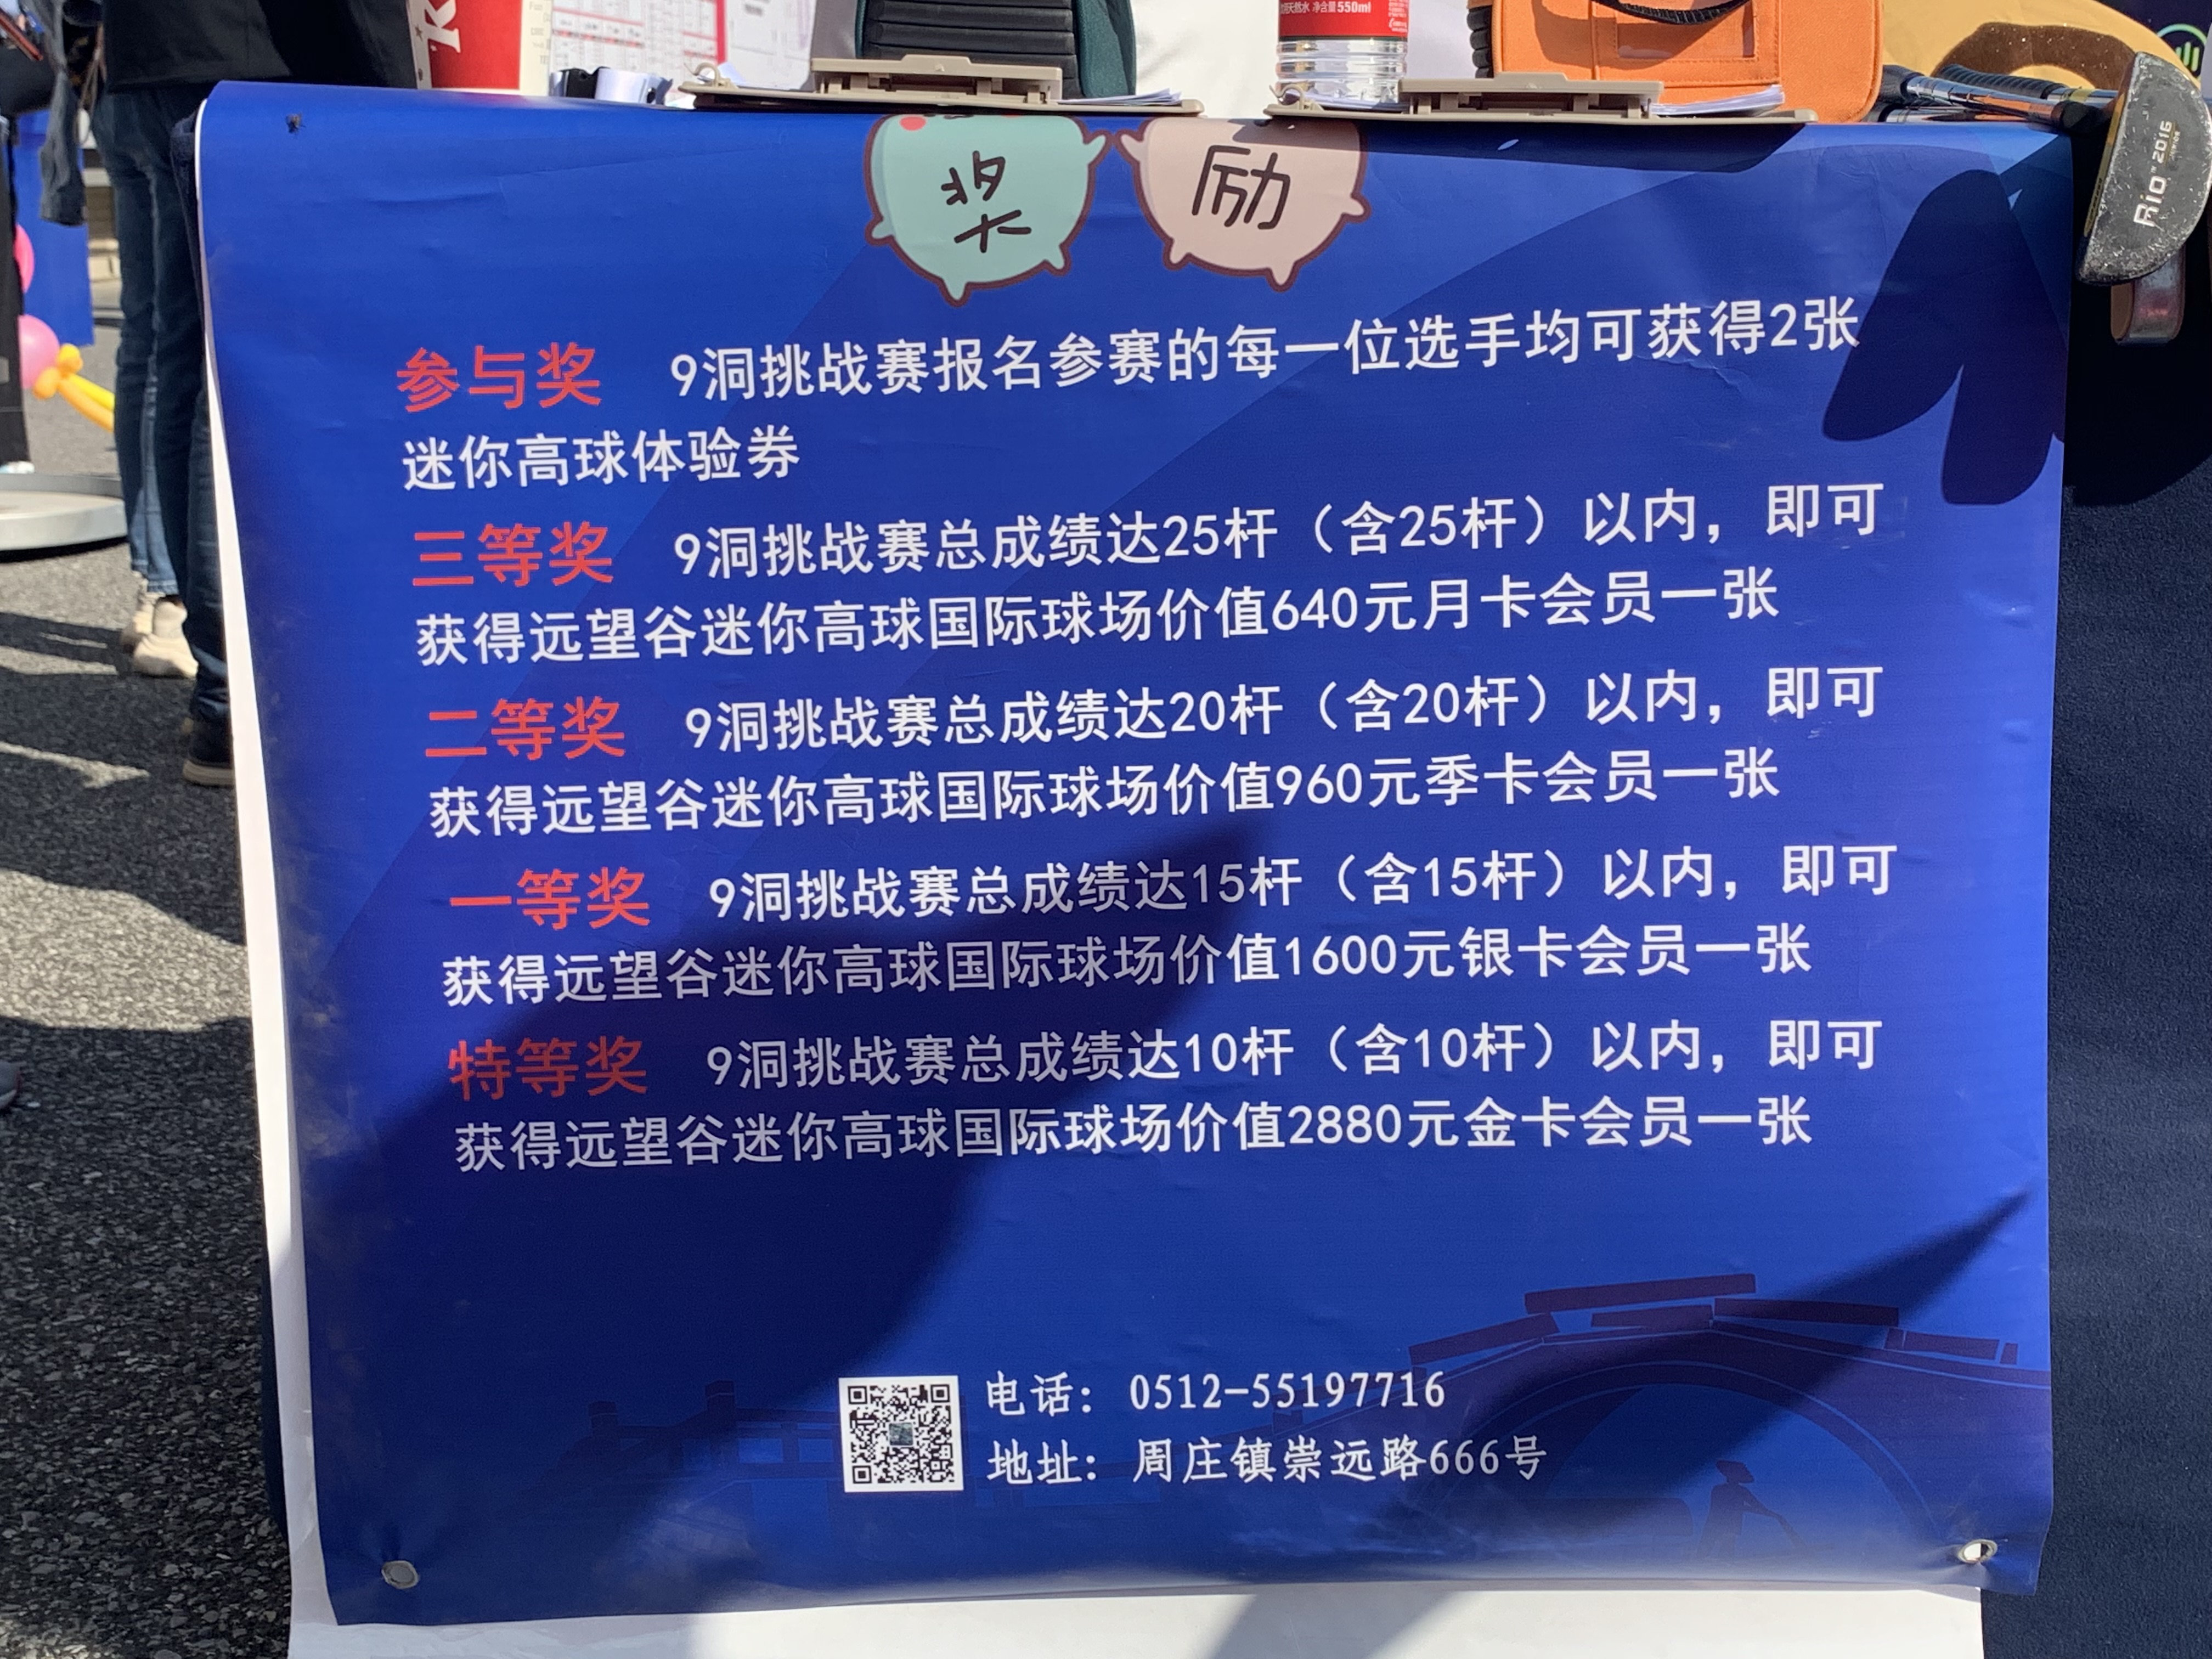 天然水 净含量550ml
Rio 2016
奖励
参与奖 9洞挑战赛报名参赛的每一位选手均可获得2张
迷你高球体验券
三等奖 9洞挑战赛总成绩达25杆（含25杆）以内，即可
获得远望谷迷你高球国际球场价值640元月卡会员一张
二等奖 9洞挑战赛总成绩达20杆（含20杆）以内，即可
获得远望谷迷你高球国际球场价值960元季卡会员一张
一等奖 9洞挑战赛总成绩达15杆（含15杆）以内，即可
获得远望谷迷你高球国际球场价值1600元银卡会员一张
特等奖 9洞挑战赛总成绩达10杆（含10杆）以内，即可
获得远望谷迷你高球国际球场价值2880元金卡会员一张
电话：0512-55197716
地址：周庄镇崇远路666号